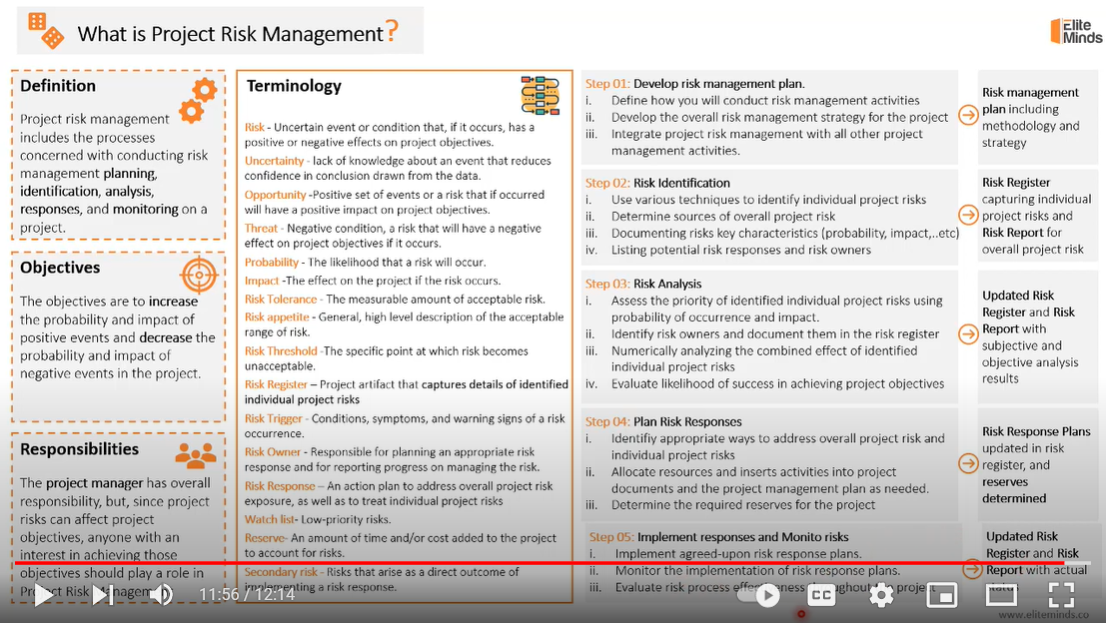 What is Project Risk Management?
Elite
Minds
Definition
Project risk management
includes the processes
concerned with conducting risk
management planning,
identification, analysis,
responses, and monitoring on a
project.
Objectives
The objectives are to increase
the probability and impact of
positive events and decrease the
probability and impact of
negative events in the project.
Responsibilities
The project manager has overall
responsibility, but, since project
risks can affect project
objectives, anyone with an
interest in achieving those
objectives should play a role in
Project Risk Management
Terminology
Risk - Uncertain event or condition that, if it occurs, has a
positive or negative effects on project objectives.
Uncertainty - lack of knowledge about an event that reduces
confidence in conclusion drawn from the data.
Opportunity -Positive set of events or a risk that if occurred
will have a positive impact on project objectives.
Threat - Negative condition, a risk that will have a negative
effect on project objectives if it occurs.
Probability - The likelihood that a risk will occur.
Impact -The effect on the project if the risk occurs.
Risk Tolerance - The measurable amount of acceptable risk.
Risk appetite - General, high level description of the acceptable
range of risk.
Risk Threshold -The specific point at which risk becomes
unacceptable.
Risk Register – Project artifact that captures details of identified
individual project risks
Risk Trigger - Conditions, symptoms, and warning signs of a risk
occurrence.
Risk Owner - Responsible for planning an appropriate risk
response and for reporting progress on managing the risk.
Risk Response – An action plan to address overall project risk
exposure, as well as to treat individual project risks
Watch list- Low-priority risks.
Reserve- An amount of time and/or cost added to the project
to account for risks.
Secondary risk - Risks that arise as a direct outcome of
implementing a risk response.
Step 01: Develop risk management plan.
i. Define how you will conduct risk management activities
ii. Develop the overall risk management strategy for the project
iii. Integrate project risk management with all other project
management activities.
Risk management
plan including
methodology and
strategy
Step 02: Risk Identification
i. Use various techniques to identify individual project risks
ii. Determine sources of overall project risk
iii. Documenting risks key characteristics (probability, impact,..etc)
iv. Listing potential risk responses and risk owners
Risk Register
capturing individual
project risks and
Risk Report for
overall project risk
Step 03: Risk Analysis
i. Assess the priority of identified individual project risks using
probability of occurrence and impact.
ii. Identify risk owners and document them in the risk register
iii. Numerically analyzing the combined effect of identified
individual project risks
iv. Evaluate likelihood of success in achieving project objectives
Updated Risk
Register and Risk
Report with
subjective and
objective analysis
results
Step 04: Plan Risk Responses
i. Identifiy appropriate ways to address overall project risk and
individual project risks
ii. Allocate resources and inserts activities into project
documents and the project management plan as needed.
iii. Determine the required reserves for the project
Risk Response Plans
updated in risk
register, and
reserves
determined
Step 05: Implement responses and Monitor risks
i. Implement agreed-upon risk response plans.
ii. Monitor the implementation of risk response plans.
iii. Evaluate risk process effectiveness throughout the project
Updated Risk
Register and Risk
Report with actual
status
11:56 / 12:14
CC
www.eliteminds.co